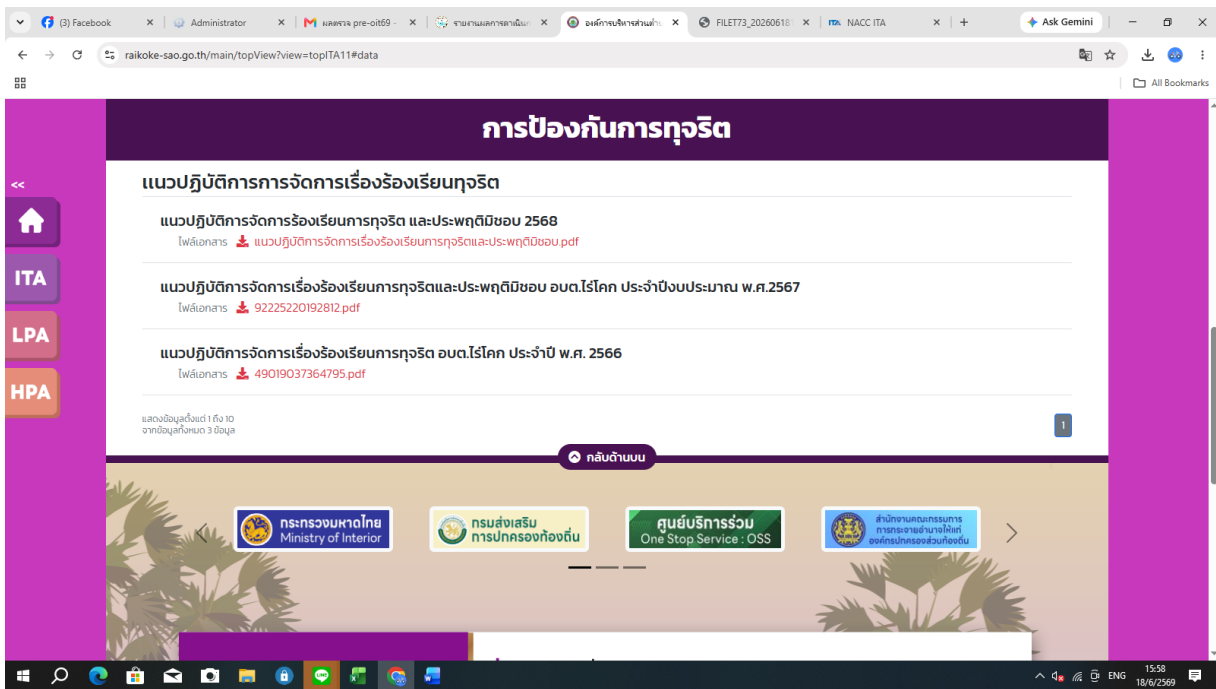 (3) Facebook
Administrator
ผลตรวจ pre-oit69 -
องค์การบริหารส่วนตำบ
FILET73_20260618
ITA NACC ITA
Ask Gemini
raikoke-sao.go.th/main/topView?view=topITA11#data
All Bookmarks
การป้องกันการทุจริต
<<
แนวปฏิบัติการการจัดการเรื่องร้องเรียนทุจริต
แนวปฏิบัติการจัดการร้องเรียนการทุจริต และประพฤติมิชอบ 2568
ไฟล์เอกสาร แนวปฏิบัติการจัดการเรื่องร้องเรียนการทุจริตและประพฤติมิชอบ.pdf
ITA
แนวปฏิบัติการจัดการเรื่องร้องเรียนการทุจริตและประพฤติมิชอบ อบต.ไร่โคก ประจำปีงบประมาณ พ.ศ.2567
ไฟล์เอกสาร 92225220192812.pdf
LPA
แนวปฏิบัติการจัดการเรื่องร้องเรียนการทุจริต อบต.ไร่โคก ประจำปี พ.ศ. 2566
ไฟล์เอกสาร 49019037364795.pdf
HPA
แสดงข้อมูลตั้งแต่ 1 ถึง 10
จากข้อมูลทั้งหมด 3 ข้อมูล
1
กลับด้านบน
กระทรวงมหาดไทย
Ministry of Interior
กรมส่งเสริม
การปกครองท้องถิ่น
ศูนย์บริการร่วม
One Stop Service : OSS
สำนักงานคณะกรรมการ
การกระจายอำนาจให้แก่
องค์กรปกครองส่วนท้องถิ่น
LINE
ENG
15:58
18/6/2569